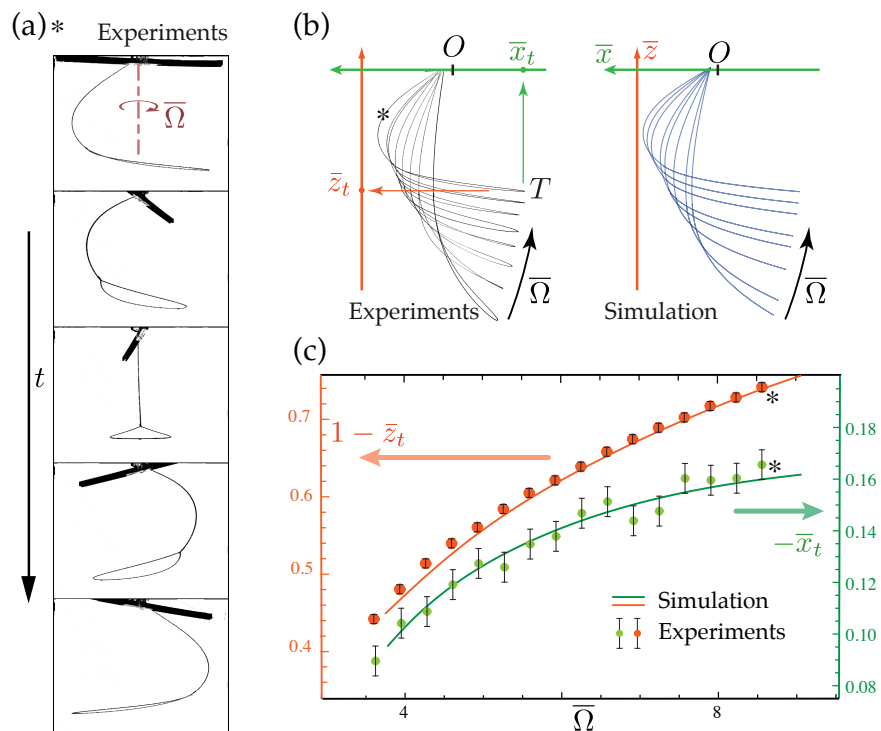 (a) * Experiments
Ω̅
t
(b)
O
x̅ₜ
*
z̅ₜ
T
Ω̅
Experiments
x̅
z̅
O
Ω̅
Simulation
(c)
1 − z̅ₜ
*
*
−x̅ₜ
Simulation
Experiments
0.7
0.6
0.5
0.4
0.18
0.16
0.14
0.12
0.10
0.08
4 Ω̅ 8